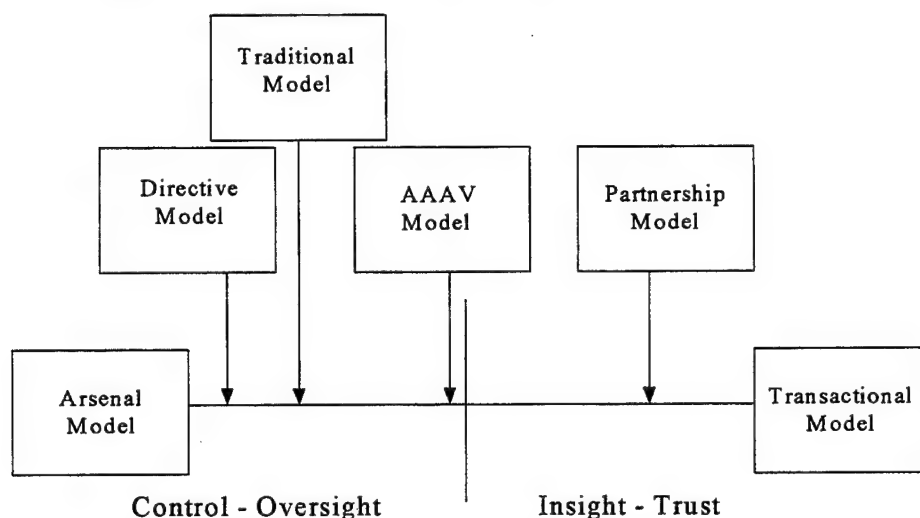 Traditional
Model
Directive
Model
AAAV
Model
Partnership
Model
Arsenal
Model
Transactional
Model
Control - Oversight
Insight - Trust